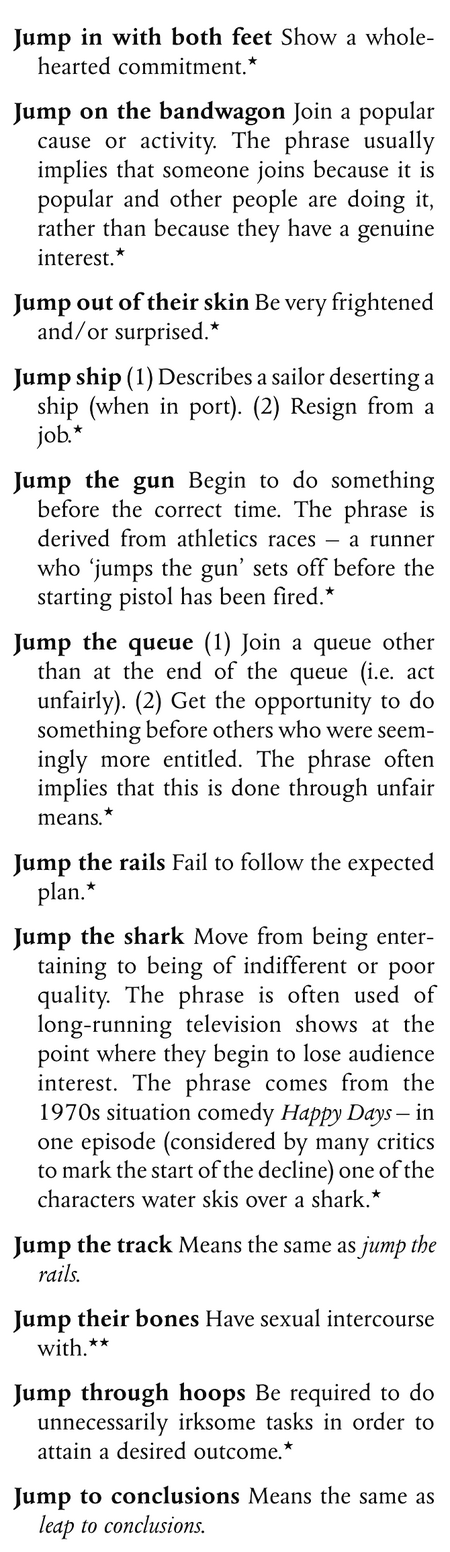 Jump in with both feet Show a whole-
hearted commitment.★
Jump on the bandwagon Join a popular
cause or activity. The phrase usually
implies that someone joins because it is
popular and other people are doing it,
rather than because they have a genuine
interest.★
Jump out of their skin Be very frightened
and/or surprised.★
Jump ship (1) Describes a sailor deserting a
ship (when in port). (2) Resign from a
job.★
Jump the gun Begin to do something
before the correct time. The phrase is
derived from athletics races – a runner
who ‘jumps the gun’ sets off before the
starting pistol has been fired.★
Jump the queue (1) Join a queue other
than at the end of the queue (i.e. act
unfairly). (2) Get the opportunity to do
something before others who were seem-
ingly more entitled. The phrase often
implies that this is done through unfair
means.★
Jump the rails Fail to follow the expected
plan.★
Jump the shark Move from being enter-
taining to being of indifferent or poor
quality. The phrase is often used of
long-running television shows at the
point where they begin to lose audience
interest. The phrase comes from the
1970s situation comedy Happy Days – in
one episode (considered by many critics
to mark the start of the decline) one of the
characters water skis over a shark.★
Jump the track Means the same as jump the
rails.
Jump their bones Have sexual intercourse
with.★★
Jump through hoops Be required to do
unnecessarily irksome tasks in order to
attain a desired outcome.★
Jump to conclusions Means the same as
leap to conclusions.